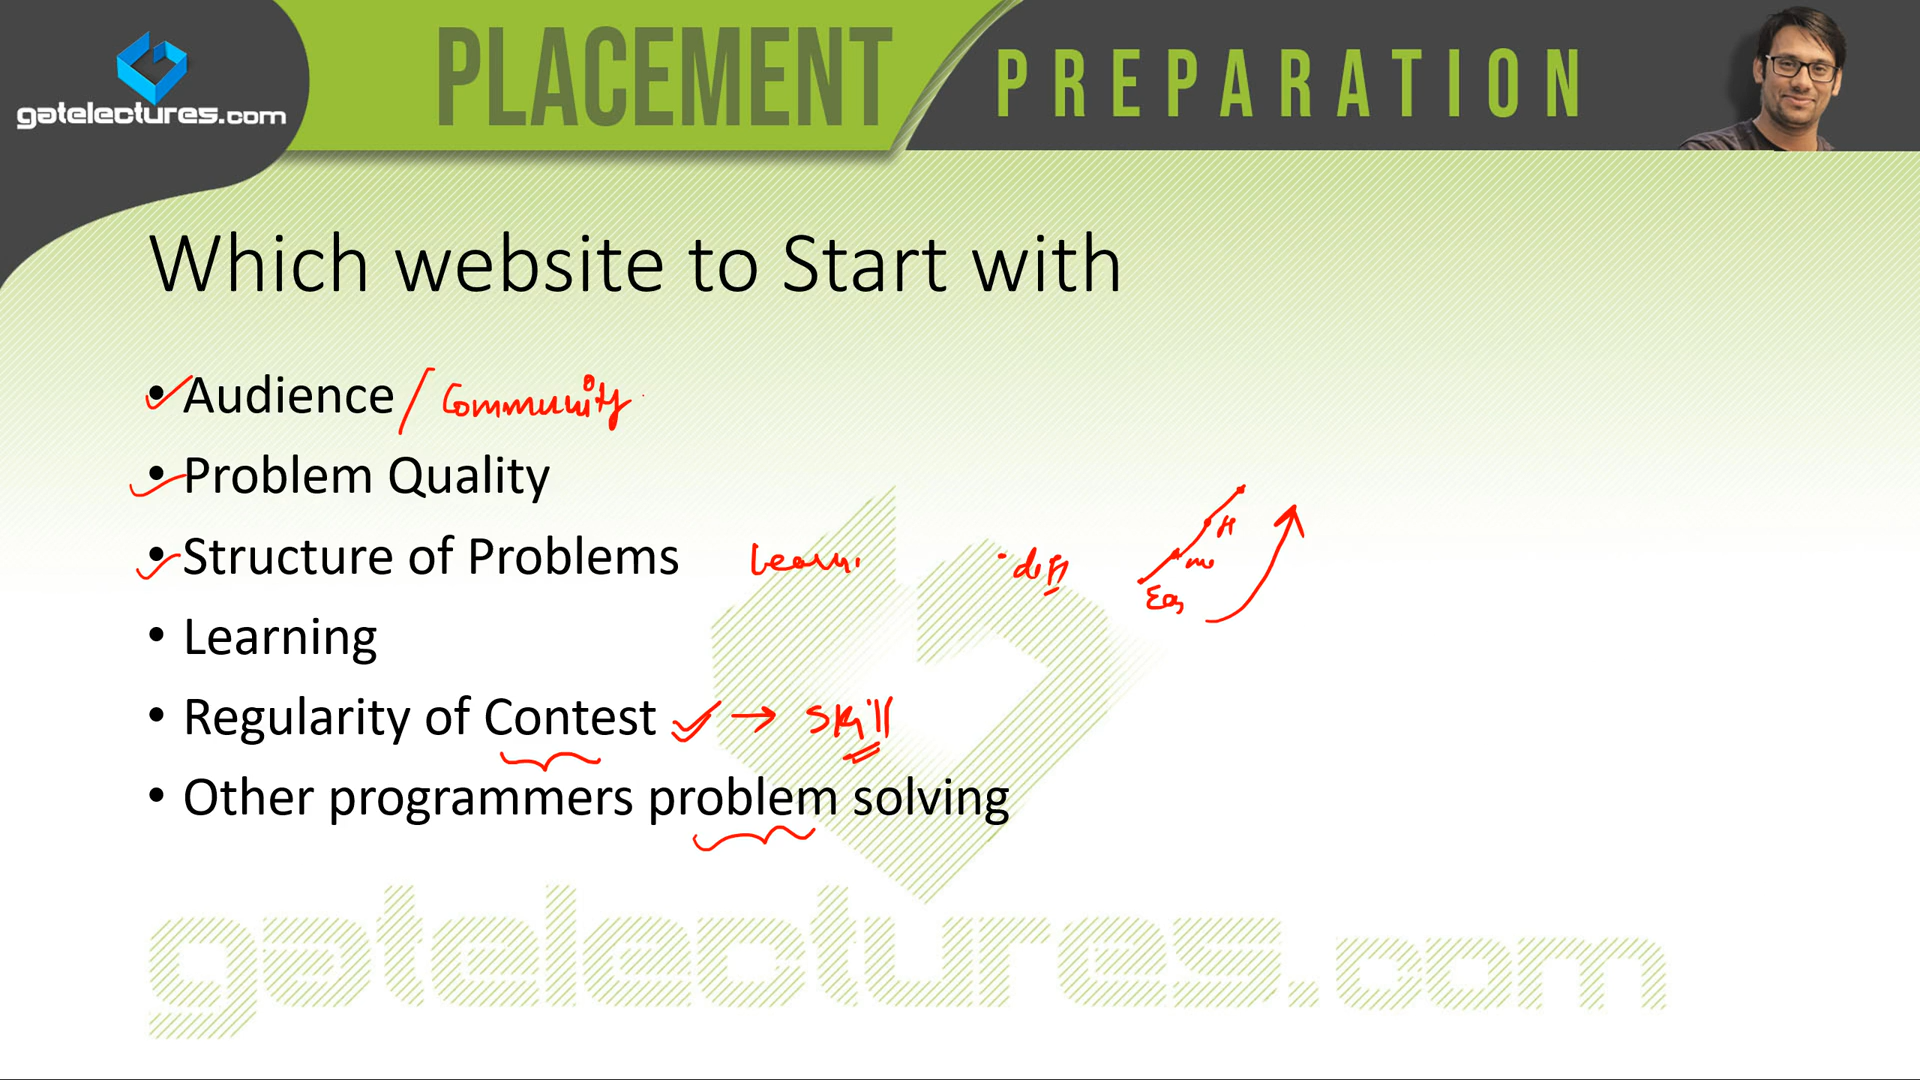 gatelectures.com
PLACEMENT PREPARATION
Which website to Start with
• Audience / Community
• Problem Quality
• Structure of Problems
• Learning
• Regularity of Contest → Skill
• Other programmers problem solving
gatelectures.com